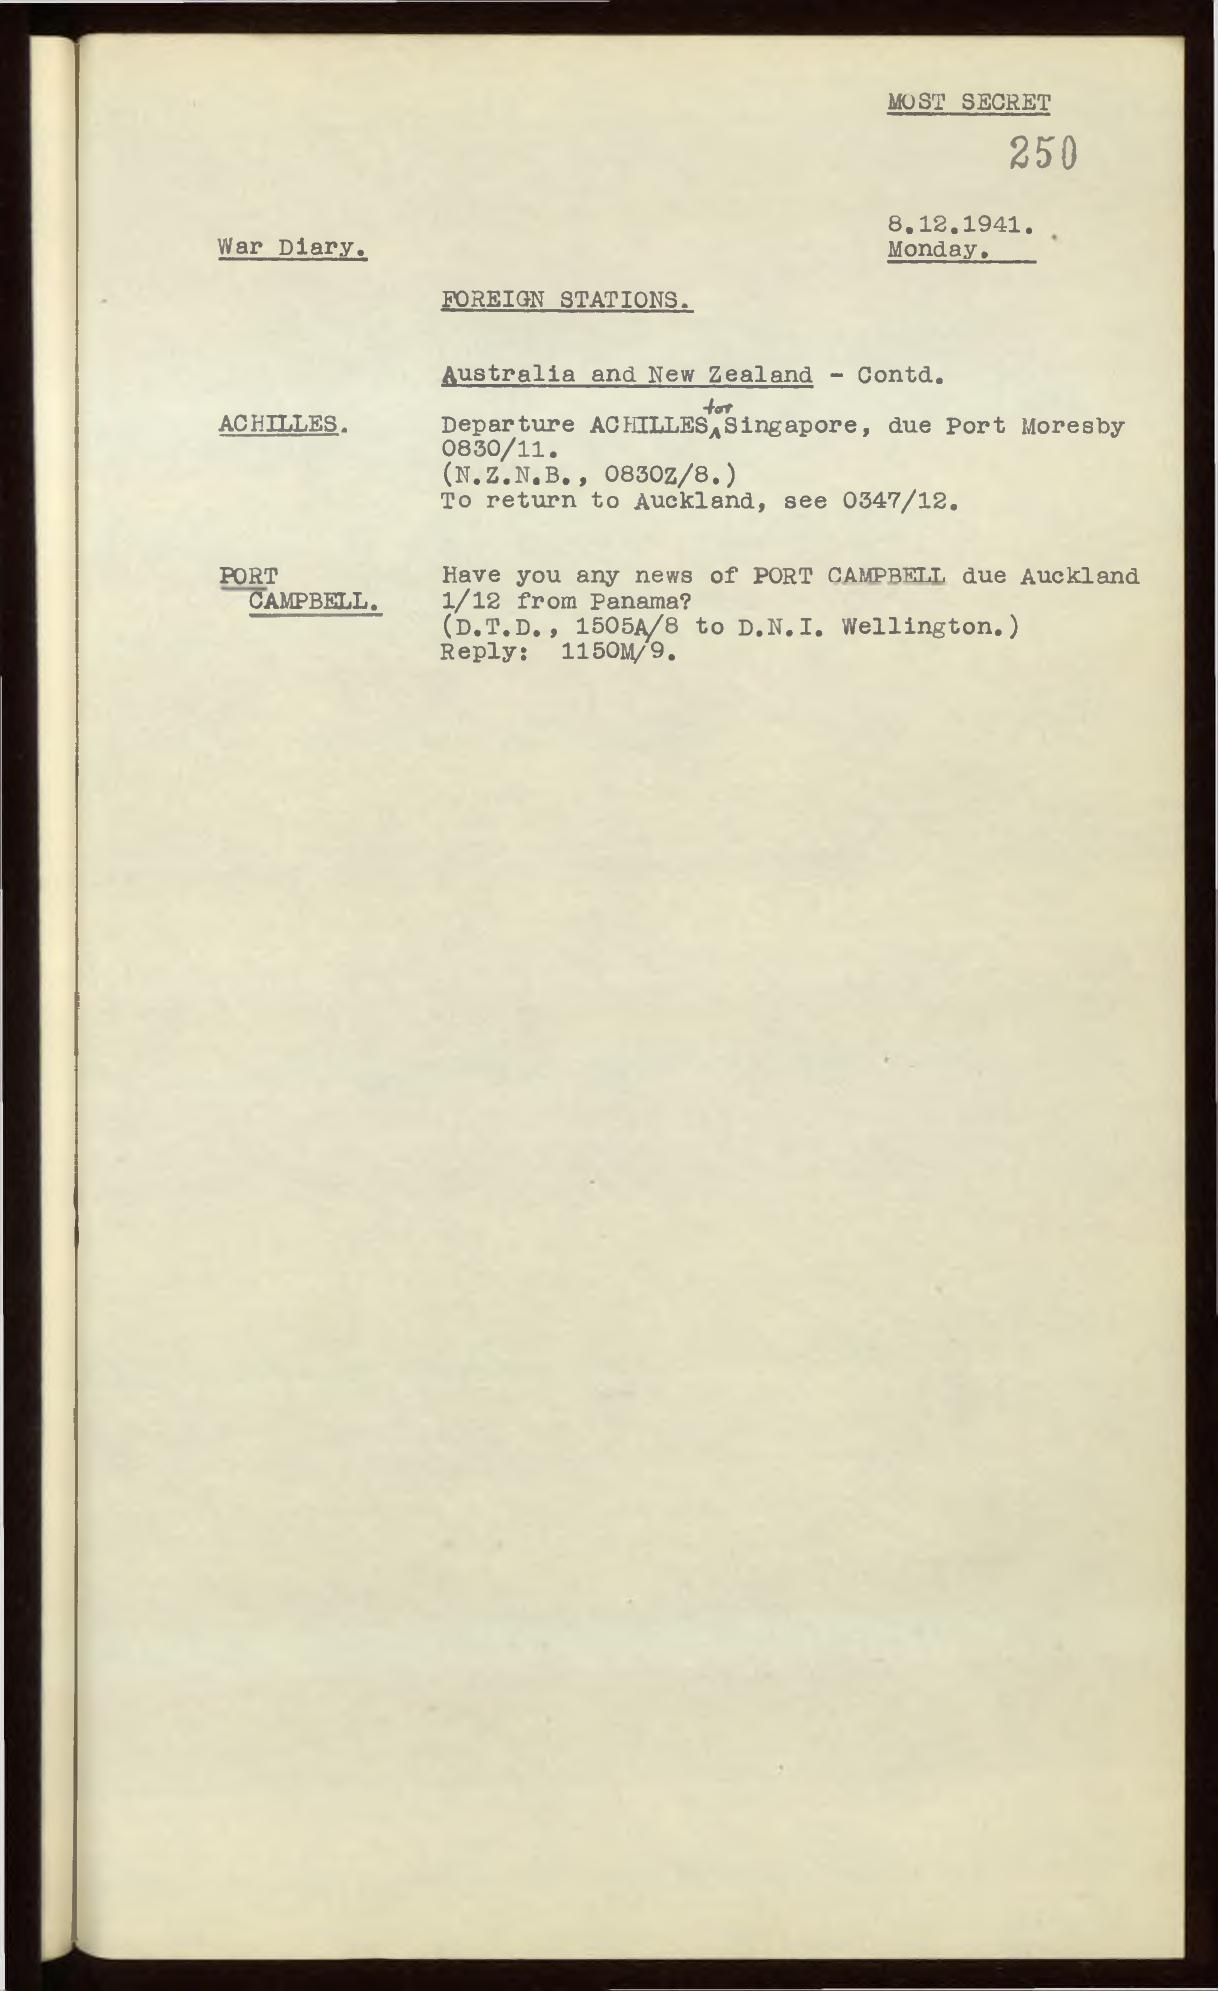 MOST SECRET
250
8.12.1941.
War Diary.
Monday.
FOREIGN STATIONS.
Australia and New Zealand - Contd.
for
ACHILLES. Departure ACHILLES Singapore, due Port Moresby
0830/11.
(N.Z.N.B., 0830Z/8.)
To return to Auckland, see 0347/12.
PORT Have you any news of PORT CAMPBELL due Auckland
CAMPBELL. 1/12 from Panama?
(D.T.D., 1505A/8 to D.N.I. Wellington.)
Reply: 1150M/9.